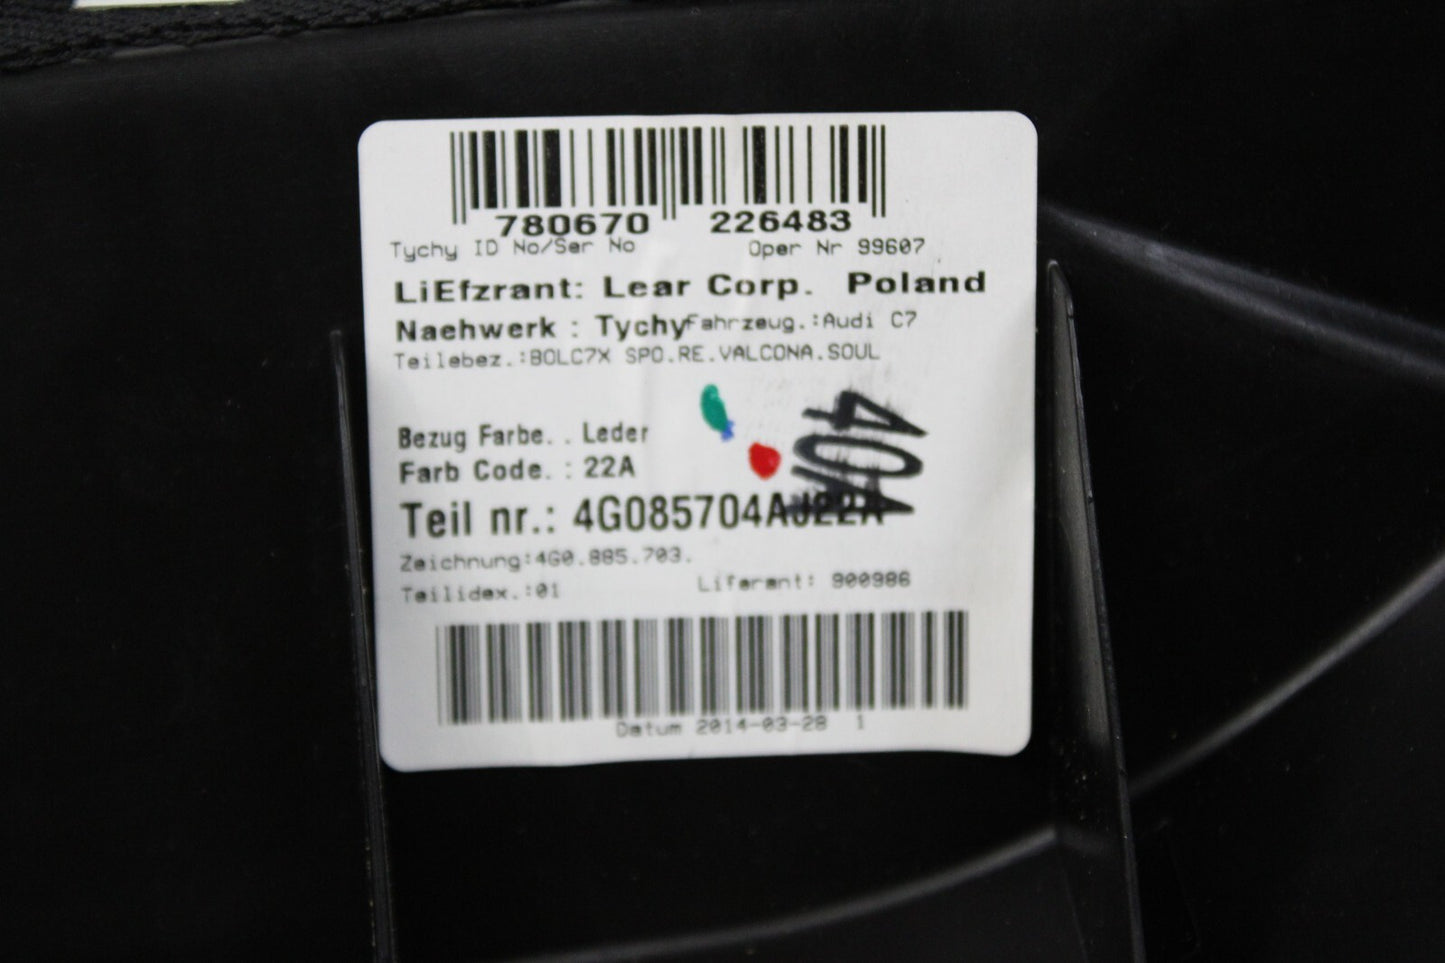 780670 226483
Tychy ID No/Ser No Oper Nr 99607
LiEfzrant: Lear Corp. Poland
Naehwerk : Tychy Fahrzeug.:Audi C7
Teilebez.:BOLC7X SPO.RE.VALCONA.SOUL
Bezug Farbe. . Leder
Farb Code. : 22A
Teil nr.: 4G085704AJ22A
Zeichnung:4G0.885.703.
Teilidex.:01 Liferant: 900986
Datum 2014-03-28 1